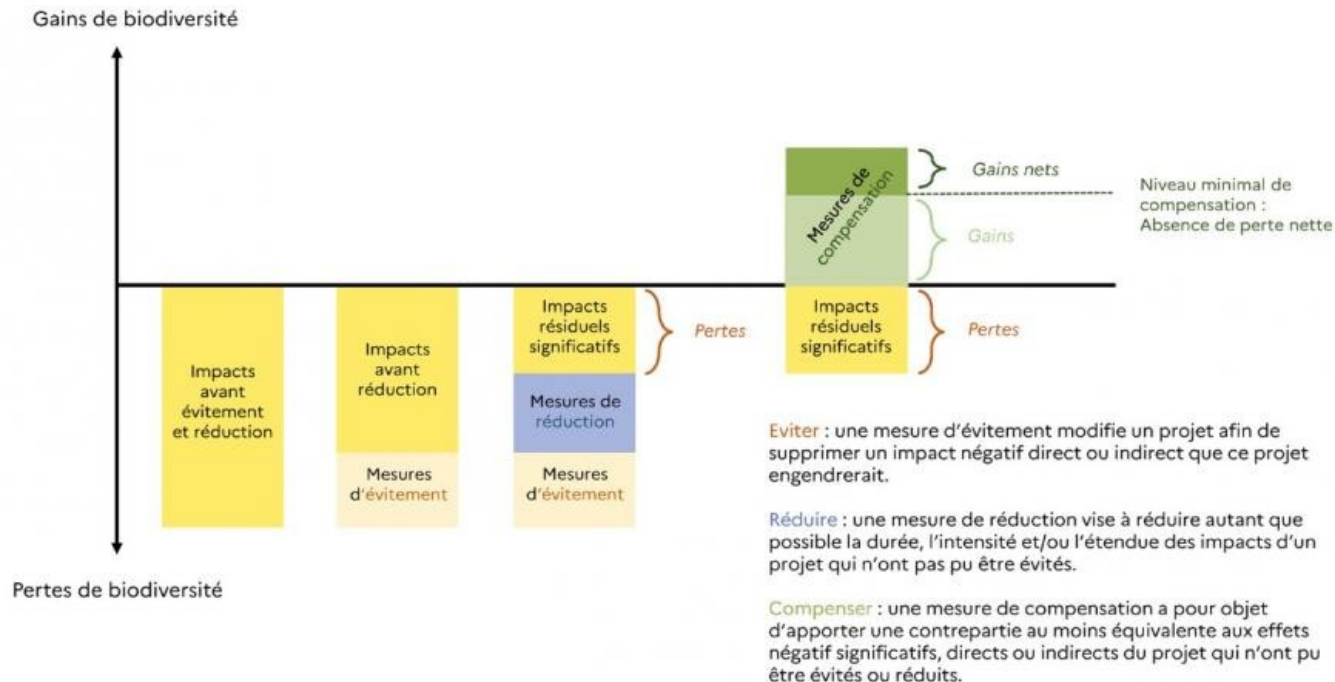 Gains de biodiversité
Mesures de
compensation
Gains nets
Niveau minimal de
compensation :
Absence de perte nette
Gains
Impacts
avant
évitement
et réduction
Impacts
avant
réduction
Mesures
d'évitement
Impacts
résiduels
significatifs
Pertes
Mesures de
réduction
Mesures
d'évitement
Impacts
résiduels
significatifs
Pertes
Pertes de biodiversité
Eviter : une mesure d'évitement modifie un projet afin de
supprimer un impact négatif direct ou indirect que ce projet
engendrerait.
Réduire : une mesure de réduction vise à réduire autant que
possible la durée, l'intensité et/ou l'étendue des impacts d'un
projet qui n'ont pas pu être évités.
Compenser : une mesure de compensation a pour objet
d'apporter une contrepartie au moins équivalente aux effets
négatif significatifs, directs ou indirects du projet qui n'ont pu
être évités ou réduits.